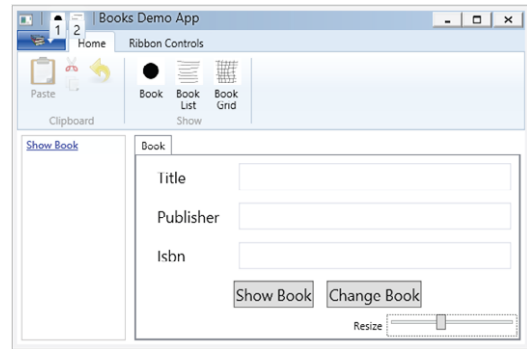 Books Demo App
1 2
Home Ribbon Controls
Paste Book Book List Book Grid
Clipboard Show
Show Book
Book
Title
Publisher
Isbn
Show Book Change Book
Resize